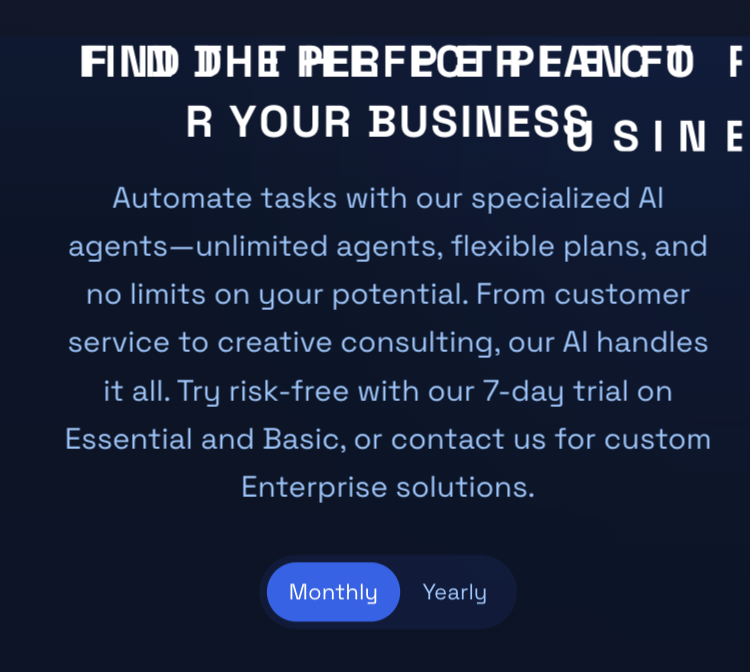 FIND THE PERFECT PLAN FO
R YOUR BUSINESS
USINE
Automate tasks with our specialized AI
agents—unlimited agents, flexible plans, and
no limits on your potential. From customer
service to creative consulting, our AI handles
it all. Try risk-free with our 7-day trial on
Essential and Basic, or contact us for custom
Enterprise solutions.
Monthly
Yearly